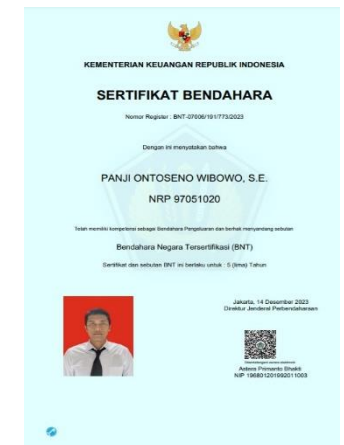 KEMENTERIAN KEUANGAN REPUBLIK INDONESIA
SERTIFIKAT BENDAHARA
Nomor Register : BNT-07006/191/773/2023
Dengan ini menyatakan bahwa
PANJI ONTOSENO WIBOWO, S.E.
NRP 97051020
Telah memiliki kompetensi sebagai Bendahara Pengeluaran dan berhak menyandang sebutan
Bendahara Negara Tersertifikasi (BNT)
Sertifikat dan sebutan BNT ini berlaku untuk : 5 (lima) Tahun
Jakarta, 14 Desember 2023
Direktur Jenderal Perbendaharaan
Astera Primanto Bhakti
NIP 196801201992011003